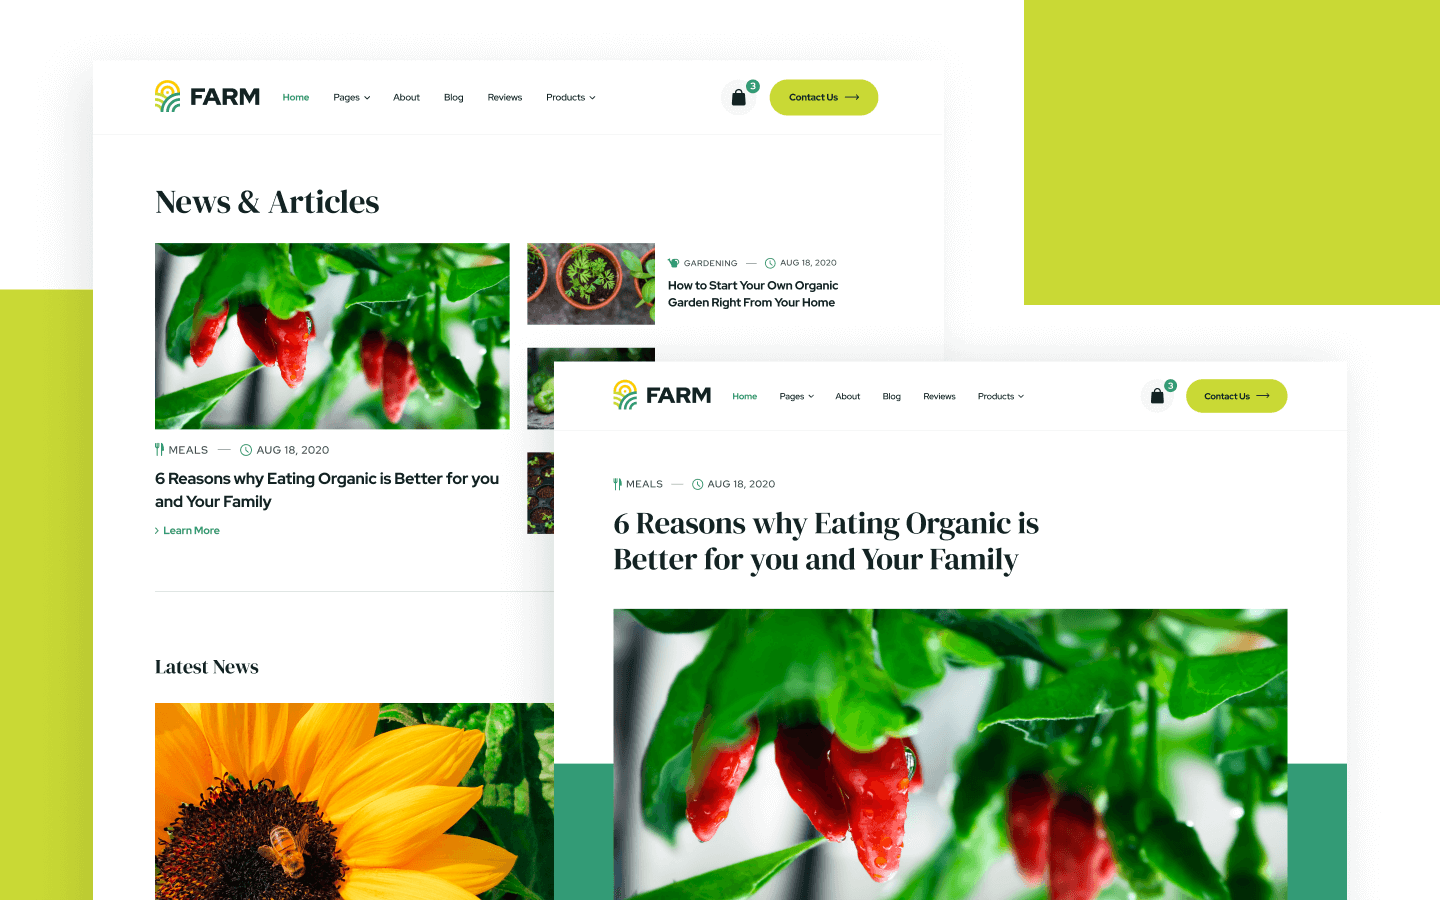 FARM
Home
Pages
About
Blog
Reviews
Products
3
Contact Us
News & Articles
GARDENING — AUG 18, 2020
How to Start Your Own Organic
Garden Right From Your Home
MEALS — AUG 18, 2020
6 Reasons why Eating Organic is Better for you
and Your Family
Learn More
Latest News
FARM
Home
Pages
About
Blog
Reviews
Products
3
Contact Us
MEALS — AUG 18, 2020
6 Reasons why Eating Organic is
Better for you and Your Family